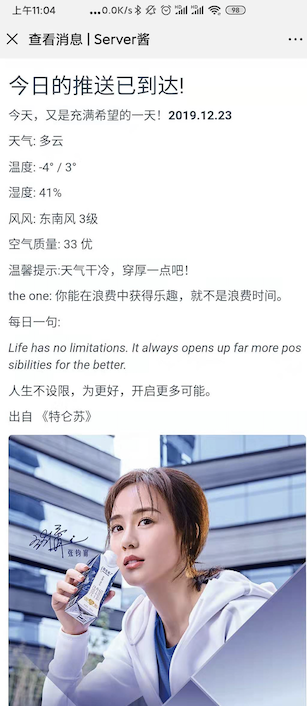 上午11:04
...0.0K/s
HD
HD
98
查看消息 | Server酱
今日的推送已到达!
今天，又是充满希望的一天！2019.12.23
天气: 多云
温度: -4° / 3°
湿度: 41%
风风: 东南风 3级
空气质量: 33 优
温馨提示:天气干冷，穿厚一点吧！
the one: 你能在浪费中获得乐趣，就不是浪费时间。
每日一句:
Life has no limitations. It always opens up far more pos
sibilities for the better.
人生不设限，为更好，开启更多可能。
出自 《特仑苏》
张钧甯